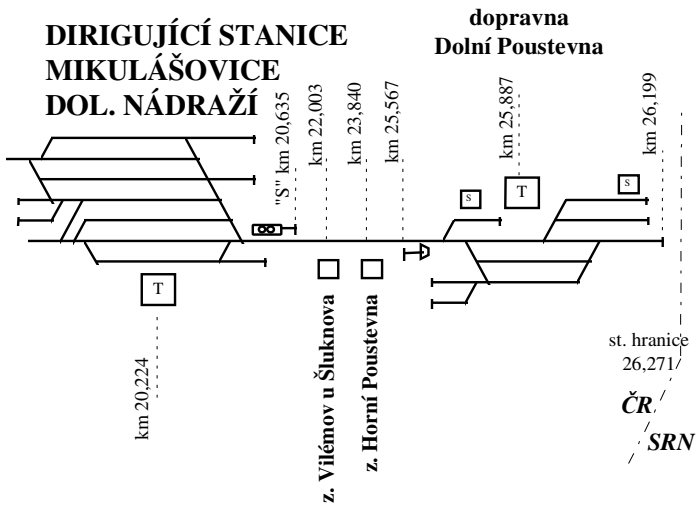 DIRIGUJÍCÍ STANICE
MIKULÁŠOVICE
DOL. NÁDRAŽÍ
dopravna
Dolní Poustevna
"S" km 20,635
km 22,003
km 23,840
km 25,567
km 25,887
km 26,199
s
T
s
T
km 20,224
z. Vilémov u Šluknova
z. Horní Poustevna
st. hranice
26,271
ČR
SRN